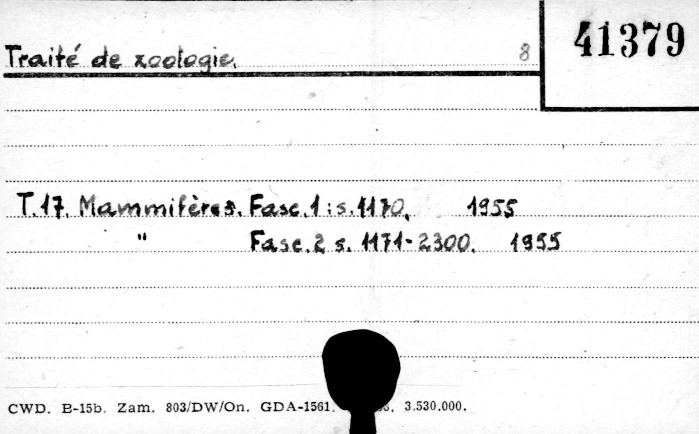 Traité de zoologie. 8 41379
T.17. Mammifères. Fasc.1: s.1170. 1955
" Fasc.2 s. 1171-2300. 1955
CWD. B-15b. Zam. 803/DW/On. GDA-1561. 3.530.000.